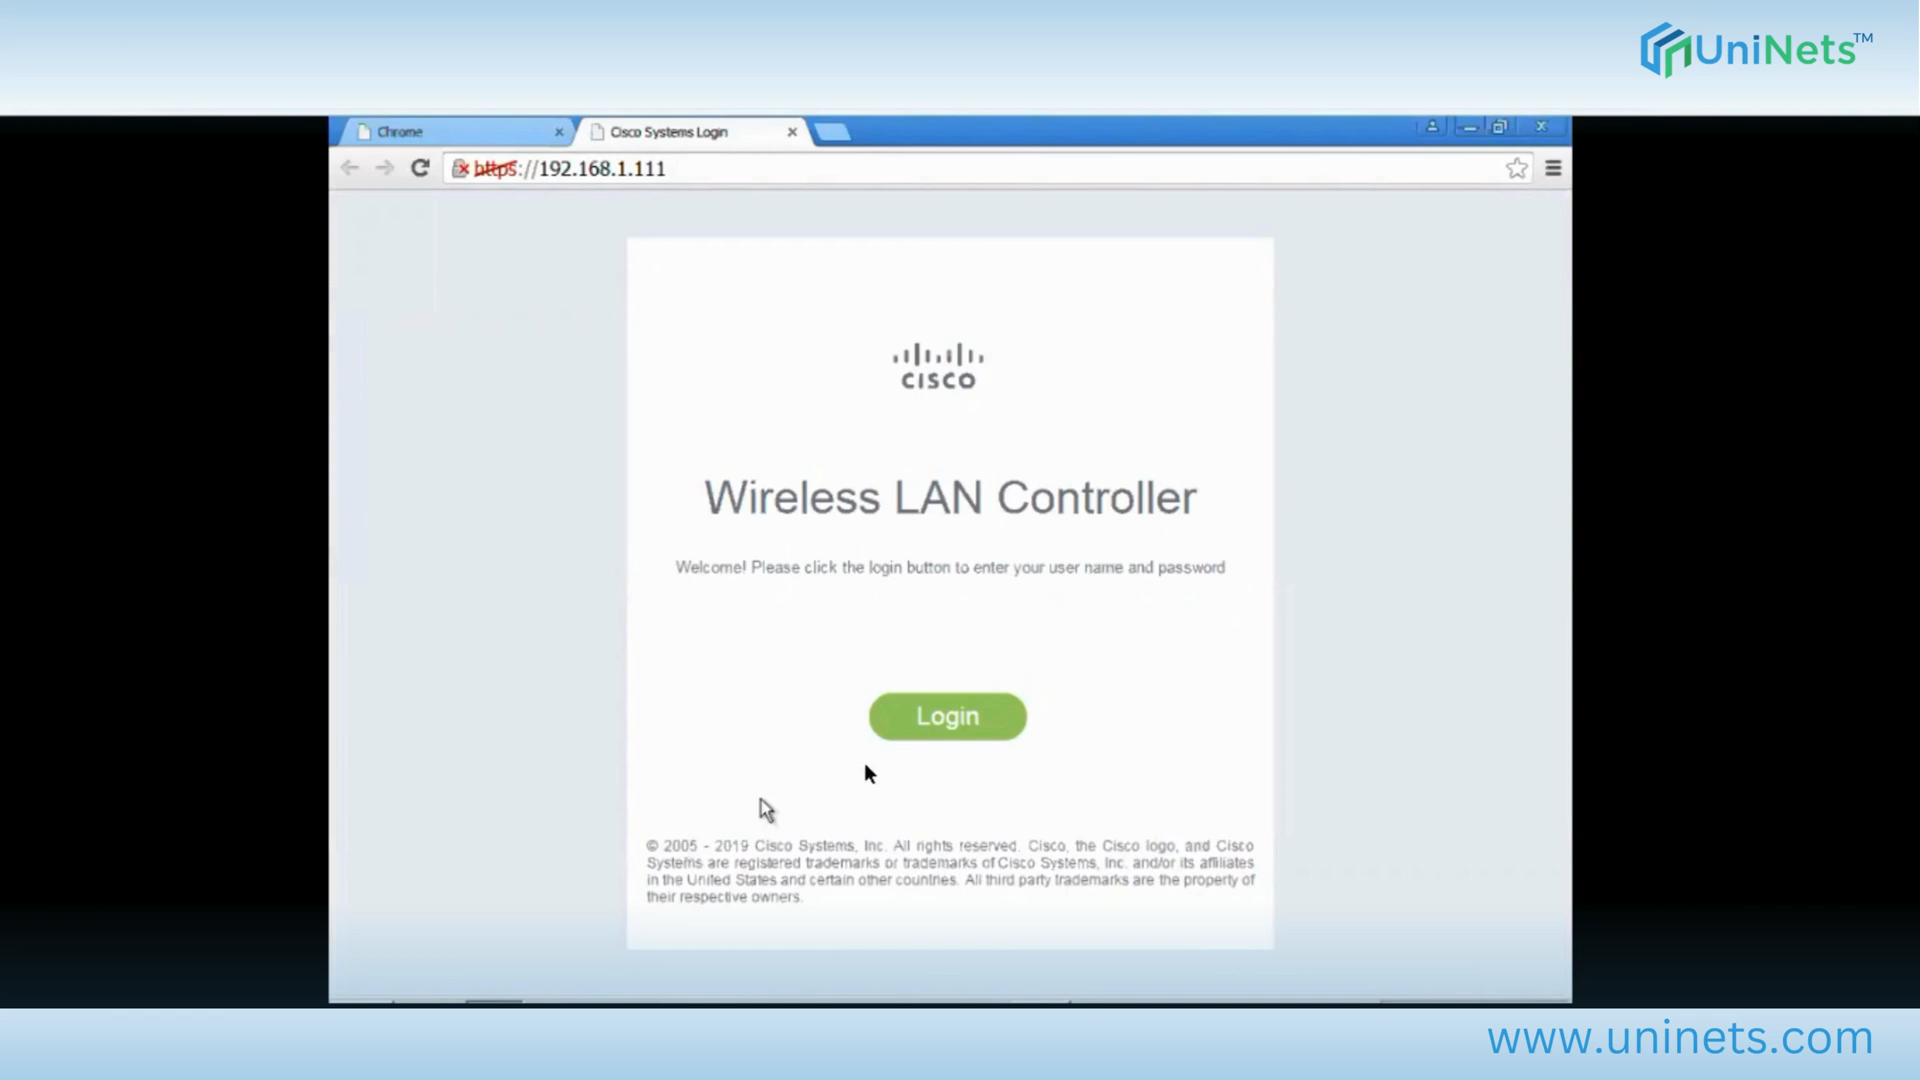 UniNets™
Chrome
Cisco Systems Login
https://192.168.1.111
CISCO
Wireless LAN Controller
Welcome! Please click the login button to enter your user name and password
Login
© 2005 - 2019 Cisco Systems, Inc. All rights reserved. Cisco, the Cisco logo, and Cisco
Systems are registered trademarks or trademarks of Cisco Systems, Inc. and/or its affiliates
in the United States and certain other countries. All third party trademarks are the property of
their respective owners.
www.uninets.com